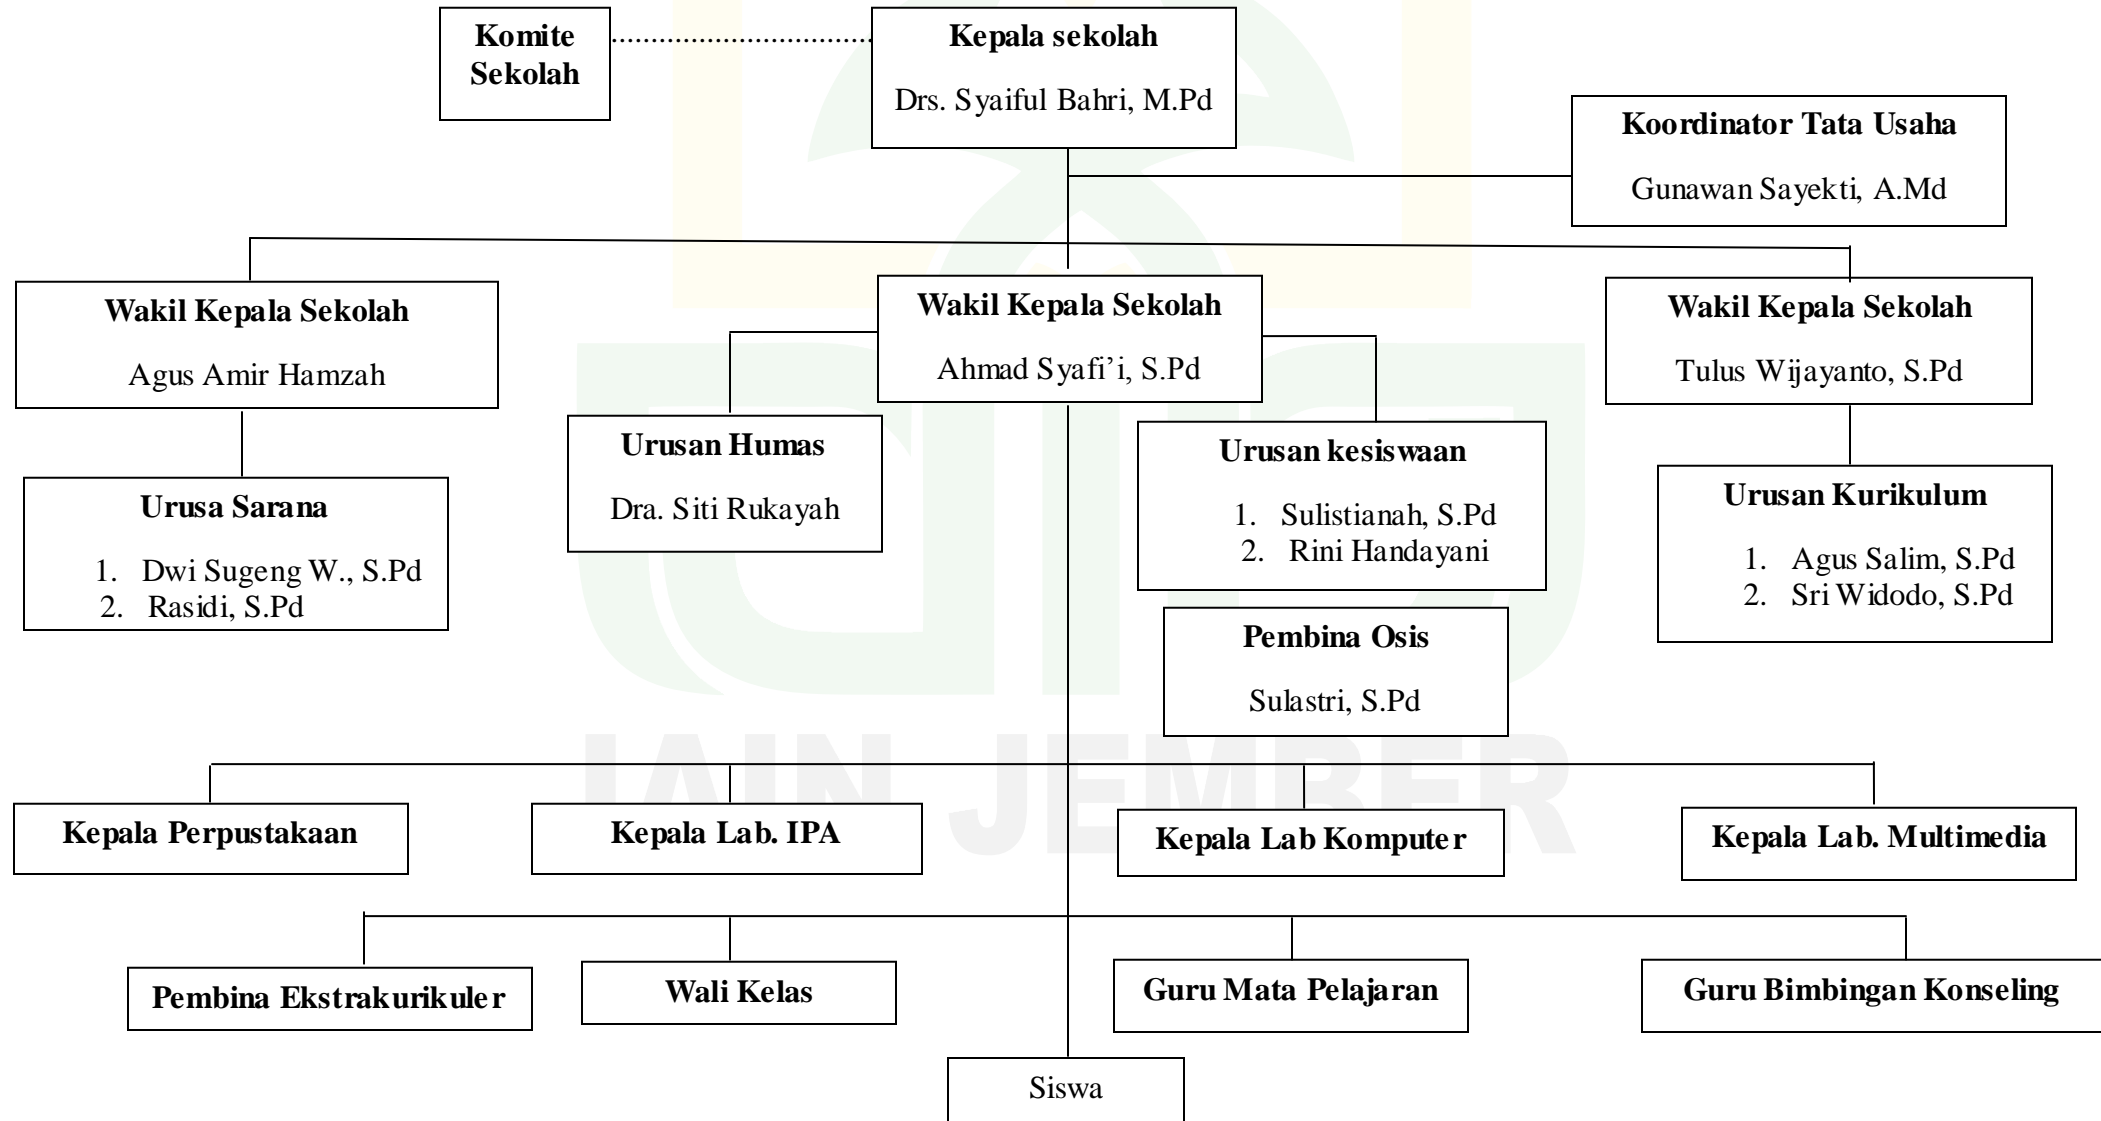 Komite
Sekolah
Kepala sekolah
Drs. Syaiful Bahri, M.Pd
Koordinator Tata Usaha
Gunawan Sayekti, A.Md
Wakil Kepala Sekolah
Agus Amir Hamzah
Wakil Kepala Sekolah
Ahmad Syafi’i, S.Pd
Wakil Kepala Sekolah
Tulus Wijayanto, S.Pd
Urusa Sarana
1. Dwi Sugeng W., S.Pd
2. Rasidi, S.Pd
Urusan Humas
Dra. Siti Rukayah
Urusan kesiswaan
1. Sulistianah, S.Pd
2. Rini Handayani
Urusan Kurikulum
1. Agus Salim, S.Pd
2. Sri Widodo, S.Pd
Pembina Osis
Sulastri, S.Pd
IAIN JEMBER
Kepala Perpustakaan
Kepala Lab. IPA
Kepala Lab Komputer
Kepala Lab. Multimedia
Pembina Ekstrakurikuler
Wali Kelas
Guru Mata Pelajaran
Guru Bimbingan Konseling
Siswa